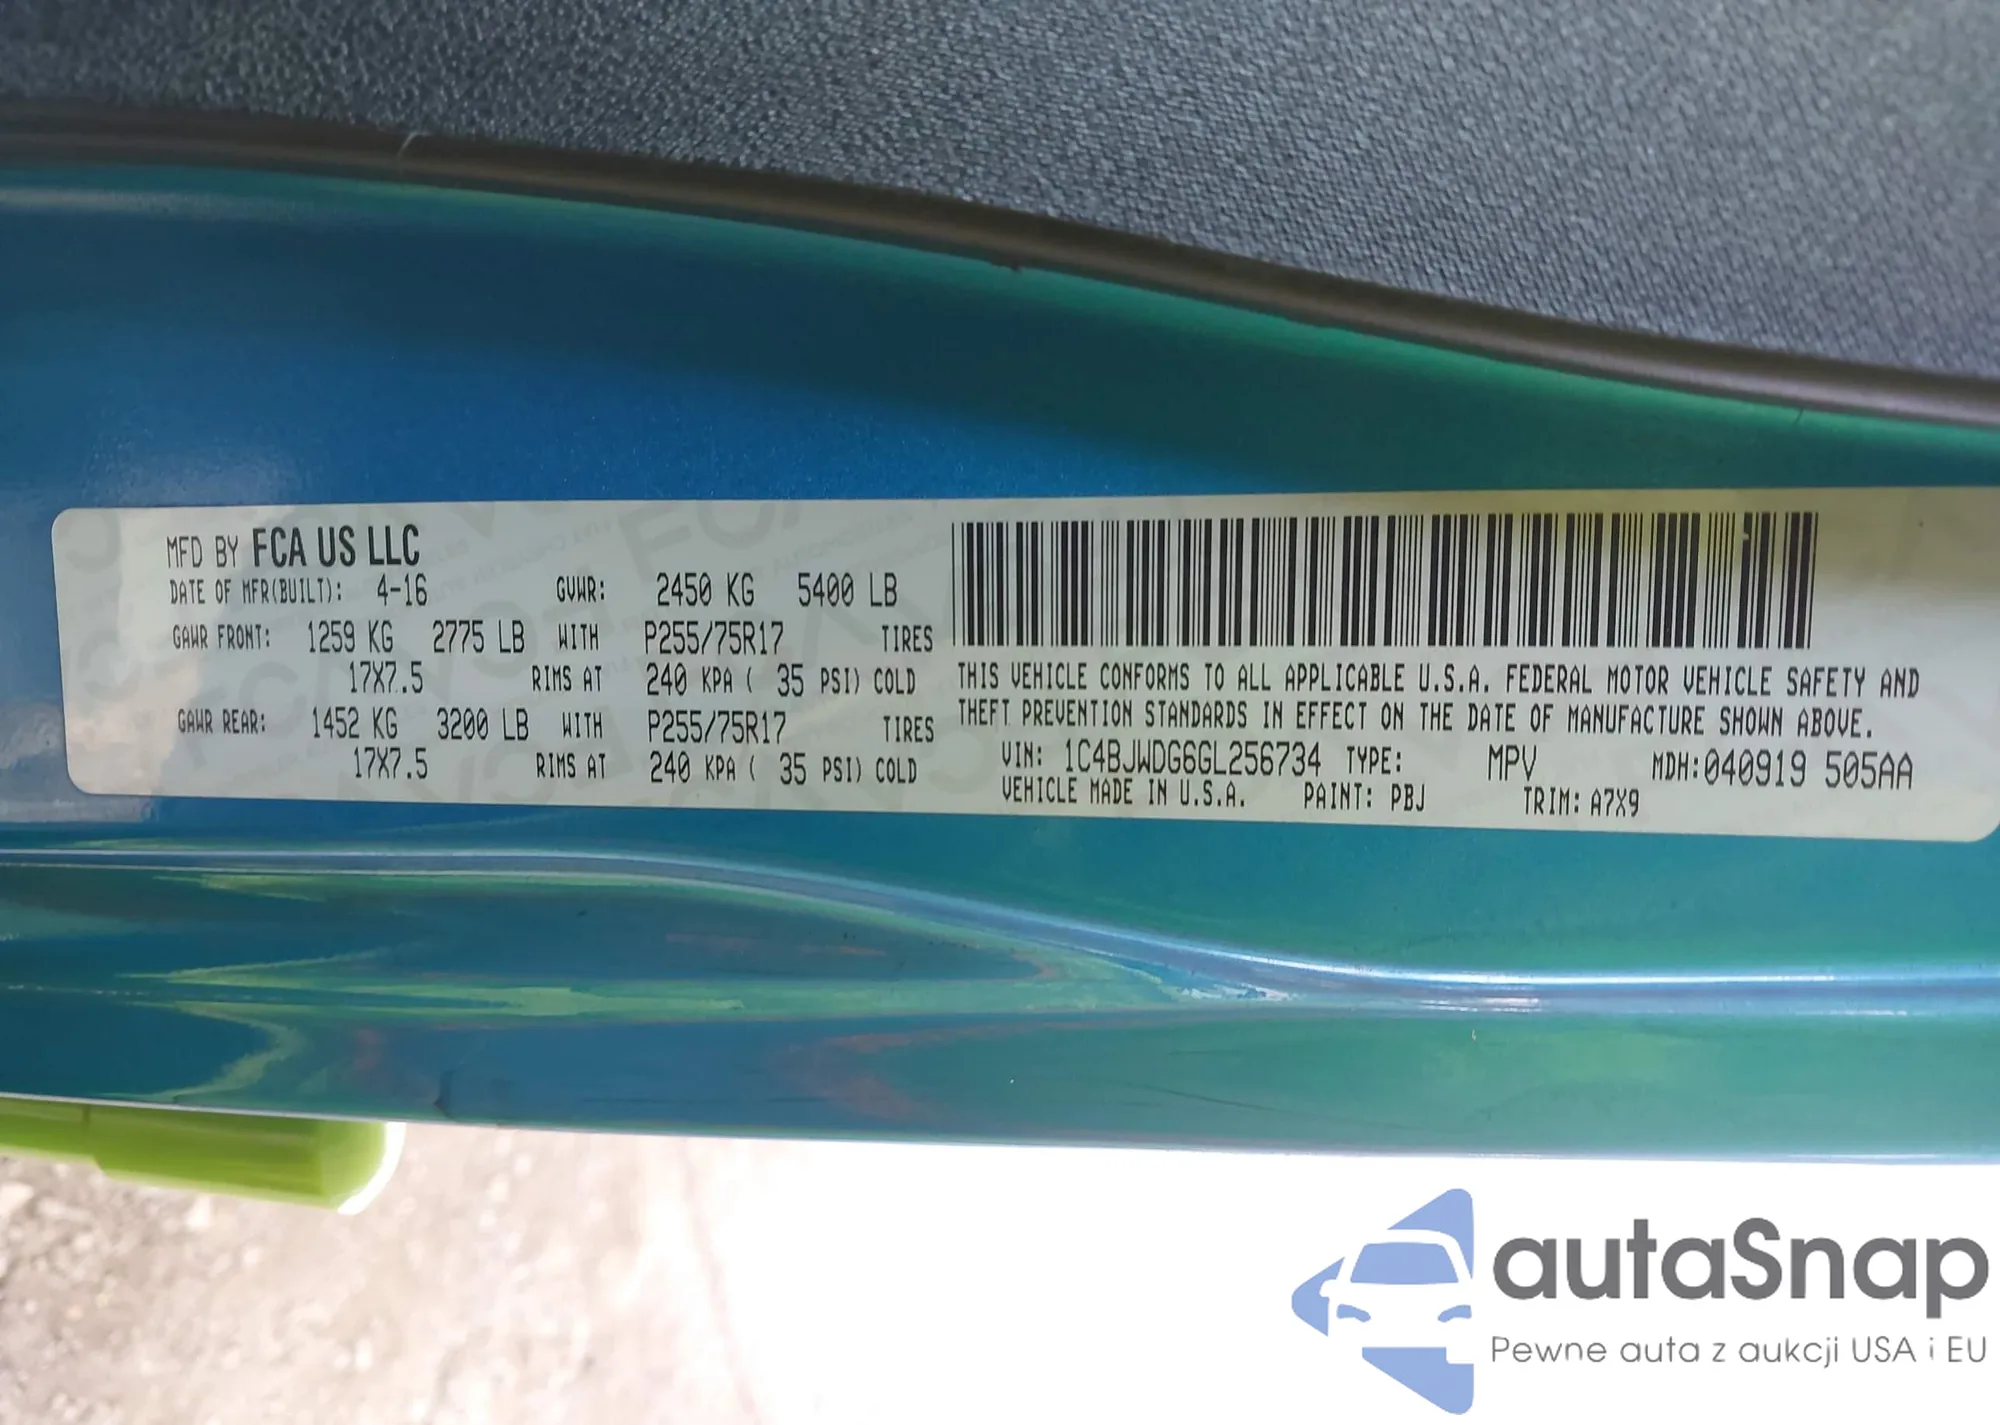 MFD BY FCA US LLC
DATE OF MFR(BUILT): 4-16 GVWR: 2450 KG 5400 LB
GAWR FRONT: 1259 KG 2775 LB WITH P255/75R17 TIRES
17X7.5 RIMS AT 240 KPA ( 35 PSI) COLD
GAWR REAR: 1452 KG 3200 LB WITH P255/75R17 TIRES
17X7.5 RIMS AT 240 KPA ( 35 PSI) COLD
THIS VEHICLE CONFORMS TO ALL APPLICABLE U.S.A. FEDERAL MOTOR VEHICLE SAFETY AND
THEFT PREVENTION STANDARDS IN EFFECT ON THE DATE OF MANUFACTURE SHOWN ABOVE.
VIN: 1C4BJWDG6GL256734 TYPE: MPV MDH:040919 505AA
VEHICLE MADE IN U.S.A. PAINT: PBJ TRIM: A7X9
autaSnap
Pewne auta z aukcji USA i EU